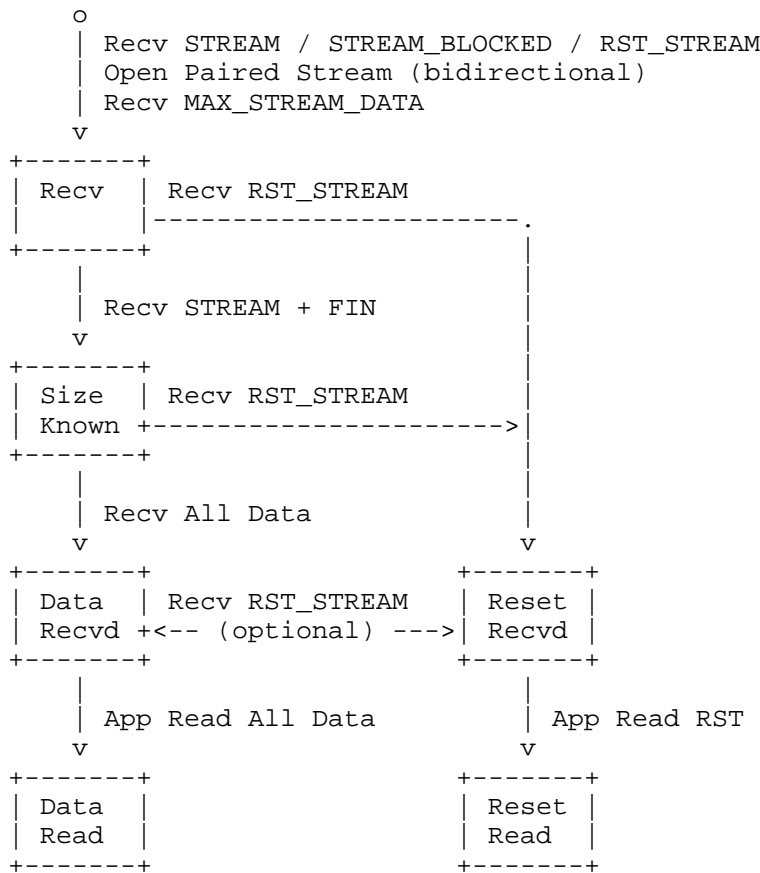 o
| Recv STREAM / STREAM_BLOCKED / RST_STREAM
| Open Paired Stream (bidirectional)
| Recv MAX_STREAM_DATA
v
+-------+
| Recv | Recv RST_STREAM
| |-----------------------.
+-------+ |
| |
| Recv STREAM + FIN |
v |
+-------+ |
| Size | Recv RST_STREAM |
| Known +---------------------->|
+-------+ |
| |
| Recv All Data |
v v
+-------+ +-------+
| Data | Recv RST_STREAM | Reset |
| Recvd +<-- (optional) --->| Recvd |
+-------+ +-------+
| |
| App Read All Data | App Read RST
v v
+-------+ +-------+
| Data | | Reset |
| Read | | Read |
+-------+ +-------+